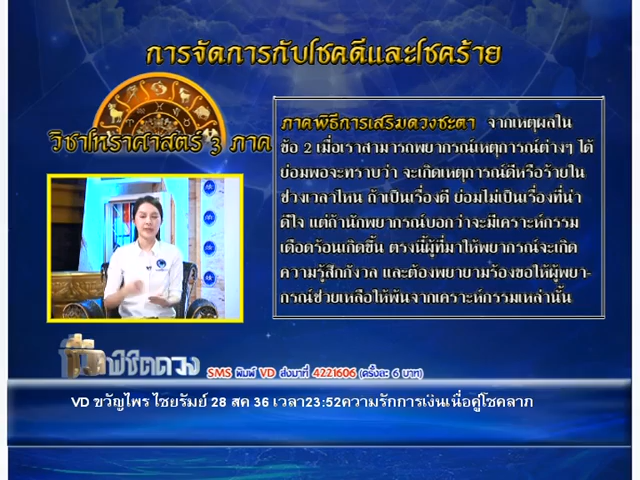 การจัดการกับโชคดีและโชคร้าย
วิชาโหราศาสตร์ 3 ภาค
ภาคพิธีการเสริมดวงชะตา จากเหตุผลใน
ข้อ 2 เมื่อเราสามารถพยากรณ์เหตุการณ์ต่างๆ ได้
ย่อมพอจะทราบว่า จะเกิดเหตุการณ์ดีหรือร้ายใน
ช่วงเวลาไหน ถ้าเป็นเรื่องดี ย่อมไม่เป็นเรื่องที่น่า
ดีใจ แต่ถ้านักพยากรณ์บอกว่าจะมีเคราะห์กรรม
เดือดร้อนเกิดขึ้น ตรงนี้ผู้ที่มาให้พยากรณ์จะเกิด
ความรู้สึกกังวล และต้องพยายามร้องขอให้ผู้พยา-
กรณ์ช่วยเหลือให้พ้นจากเคราะห์กรรมเหล่านั้น
พิชิตดวง
SMS พิมพ์ VD ส่งมาที่ 4221606 (ครั้งละ 6 บาท)
VD ขวัญไพร ไชยรัมย์ 28 สค 36 เวลา23:52ความรักการเงินเนื่อคู่โชคลาภ